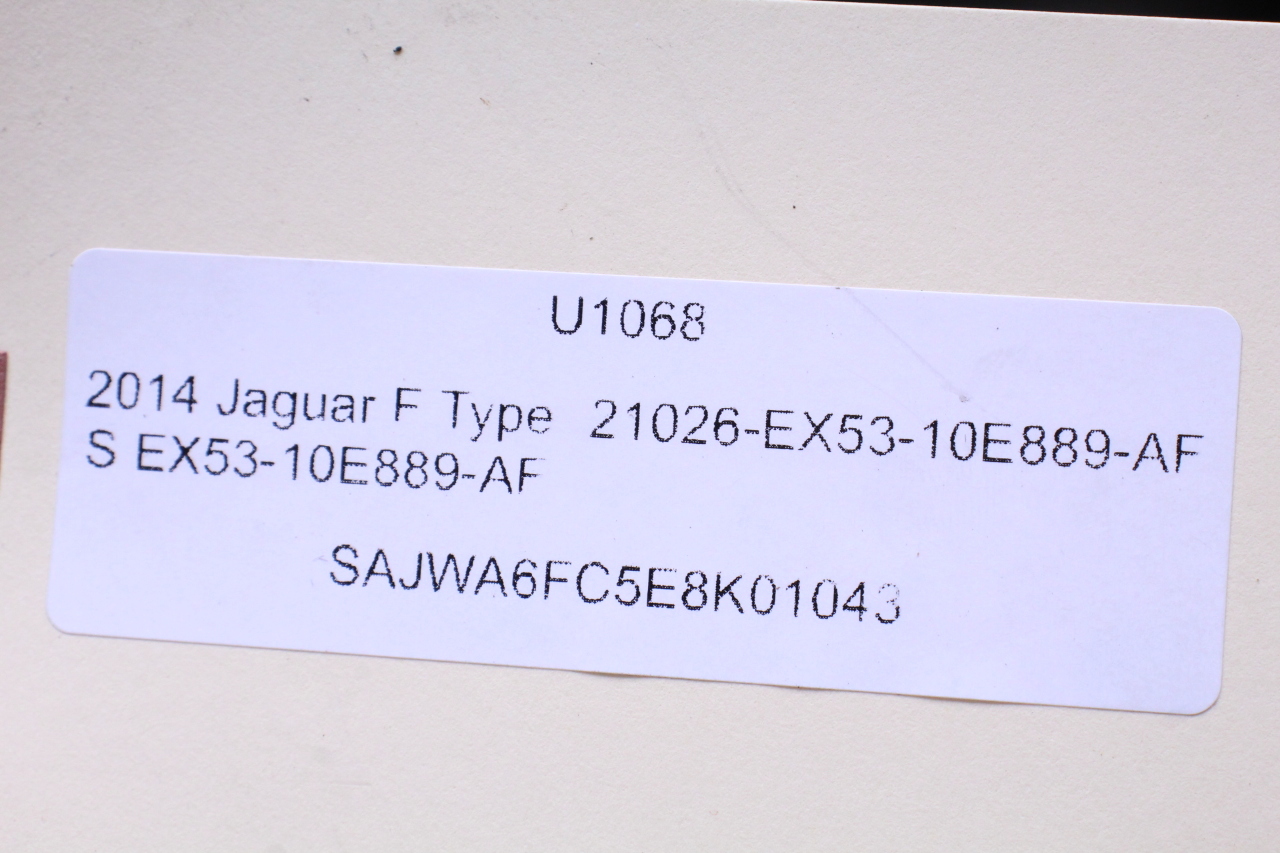 U1068
2014 Jaguar F Type 21026-EX53-10E889-AF
S EX53-10E889-AF
SAJWA6FC5E8K01043